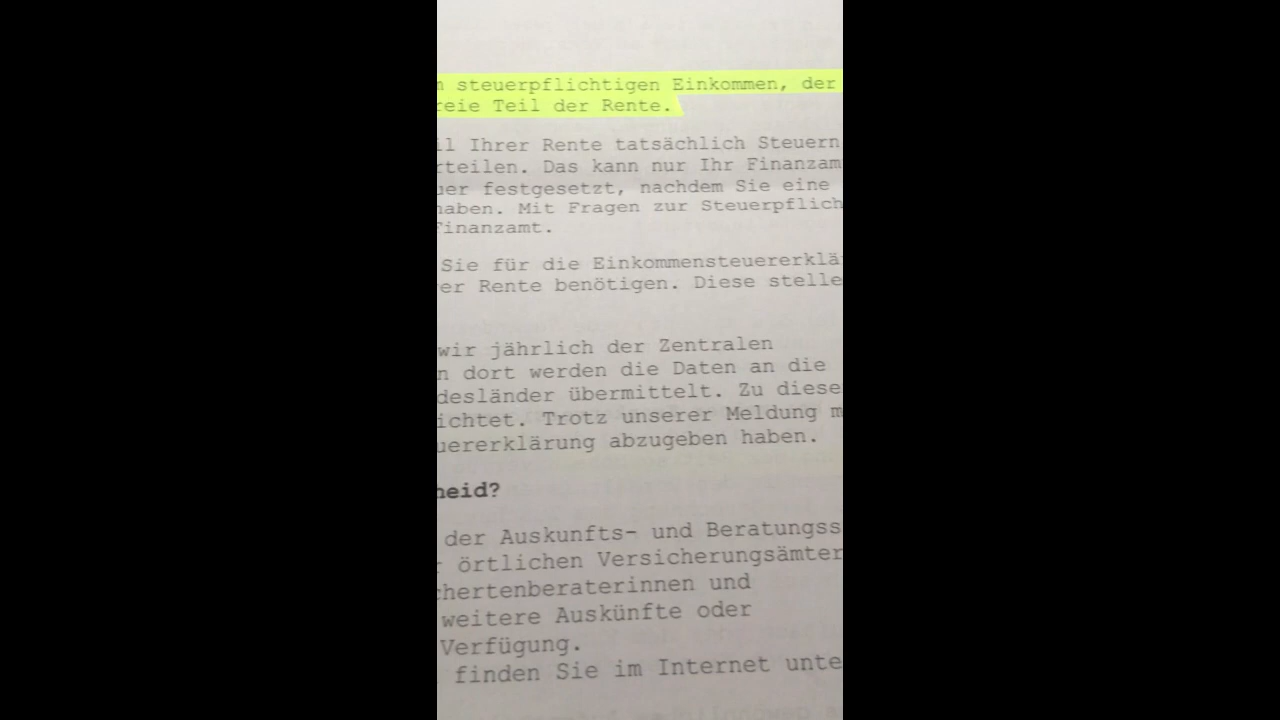 steuerpflichtigen Einkommen, der
eie Teil der Rente.
il Ihrer Rente tatsächlich Steuern
teilen. Das kann nur Ihr Finanzam
uer festgesetzt, nachdem Sie eine
haben. Mit Fragen zur Steuerpflich
Finanzamt.
Sie für die Einkommensteuererklä
er Rente benötigen. Diese stelle
wir jährlich der Zentralen
n dort werden die Daten an die
desländer übermittelt. Zu diese
ichtet. Trotz unserer Meldung m
uererklärung abzugeben haben.
heid?
der Auskunfts- und Beratungss
örtlichen Versicherungsämter
chertenberaterinnen und
weitere Auskünfte oder
Verfügung.
finden Sie im Internet unte